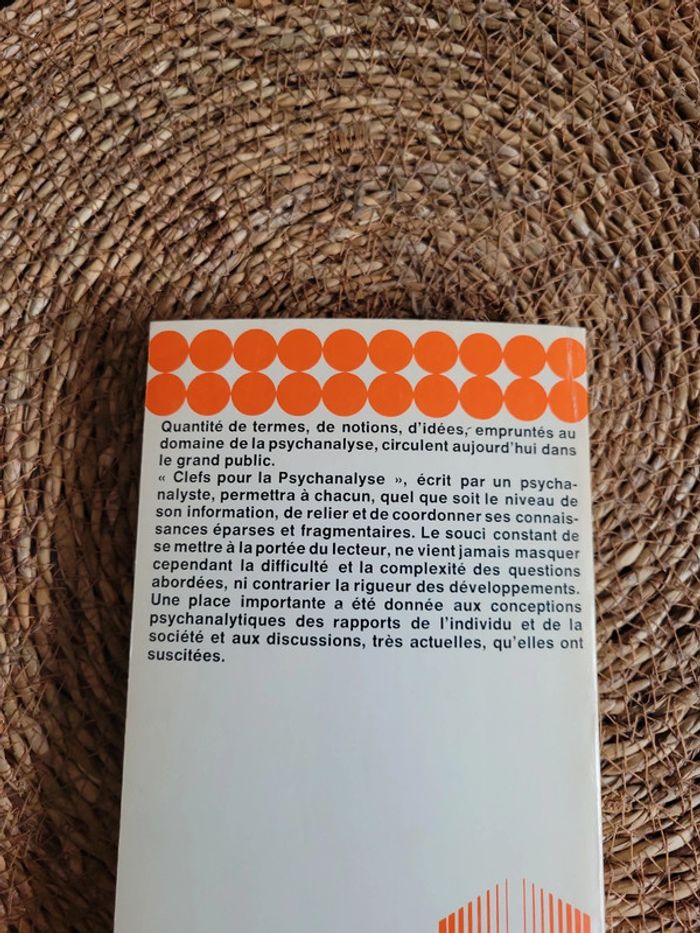 Quantité de termes, de notions, d'idées, empruntés au
domaine de la psychanalyse, circulent aujourd'hui dans
le grand public.
« Clefs pour la Psychanalyse », écrit par un psycha-
nalyste, permettra à chacun, quel que soit le niveau de
son information, de relier et de coordonner ses connais-
sances éparses et fragmentaires. Le souci constant de
se mettre à la portée du lecteur, ne vient jamais masquer
cependant la difficulté et la complexité des questions
abordées, ni contrarier la rigueur des développements.
Une place importante a été donnée aux conceptions
psychanalytiques des rapports de l'individu et de la
société et aux discussions, très actuelles, qu'elles ont
suscitées.